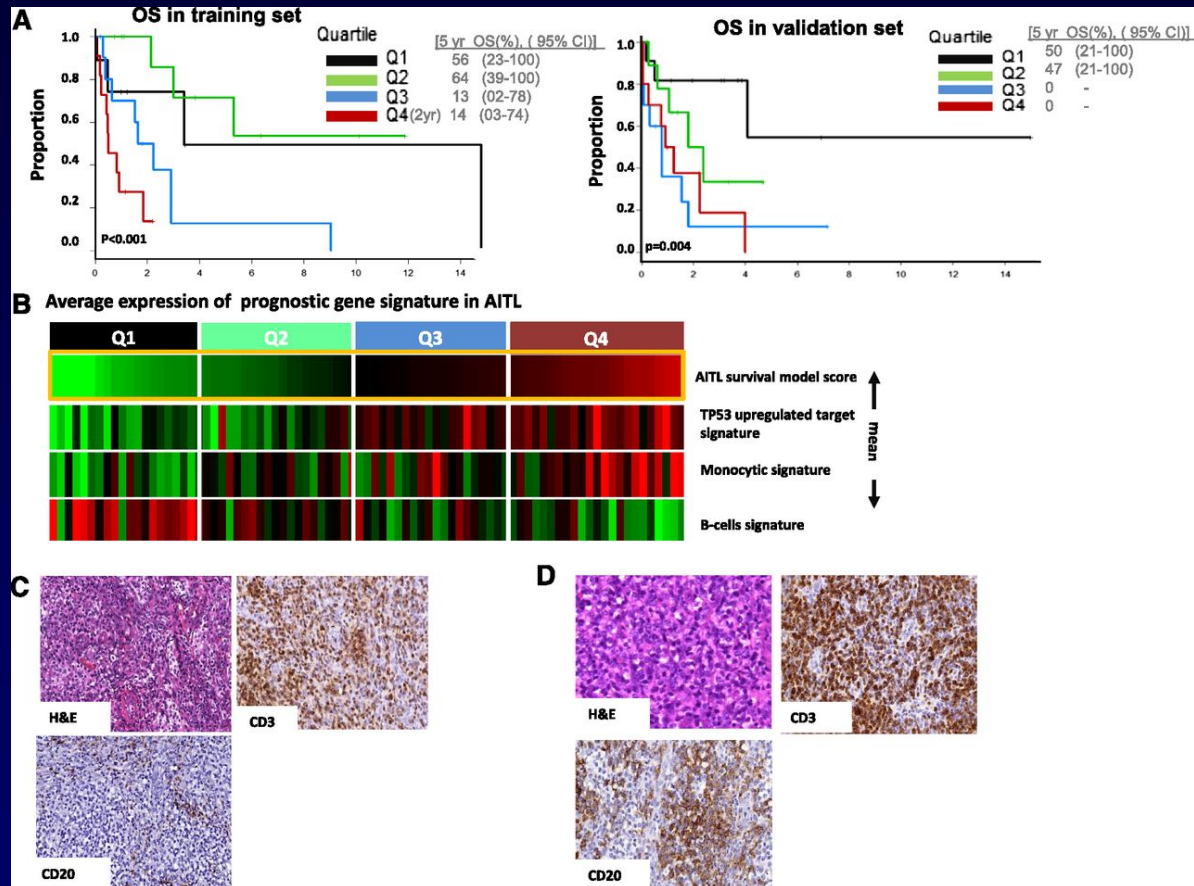 A
OS in training set
Quartile
[5 yr OS(%), ( 95% CI)]
Q1 56 (23-100)
Q2 64 (39-100)
Q3 13 (02-78)
Q4 (2yr) 14 (03-74)
Proportion
1.0
0.8
0.6
0.4
0.2
0.0
P<0.001
0 2 4 6 8 10 12 14
OS in validation set
Quartile
[5 yr OS(%), ( 95% CI)]
Q1 50 (21-100)
Q2 47 (21-100)
Q3 0 -
Q4 0 -
Proportion
1.0
0.8
0.6
0.4
0.2
0.0
p=0.004
0 2 4 6 8 10 12 14
B Average expression of prognostic gene signature in AITL
Q1 Q2 Q3 Q4
AITL survival model score
TP53 upregulated target
signature
Monocytic signature
B-cells signature
mean
C
H&E
CD3
CD20
D
H&E
CD3
CD20